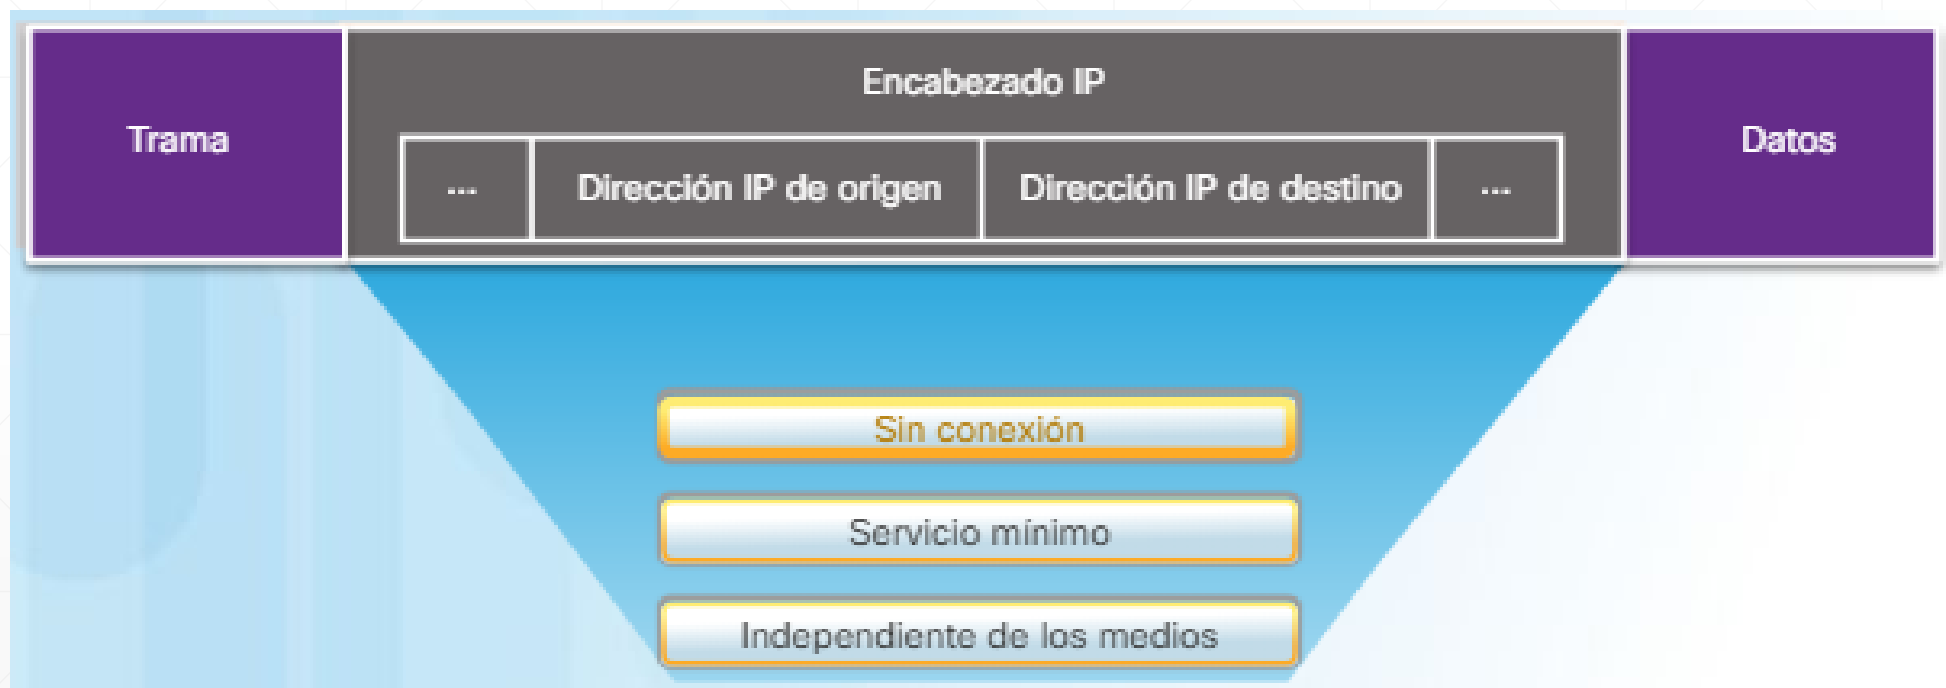 Encabezado IP
Trama
Datos
... Dirección IP de origen Dirección IP de destino ...
Sin conexión
Servicio mínimo
Independiente de los medios